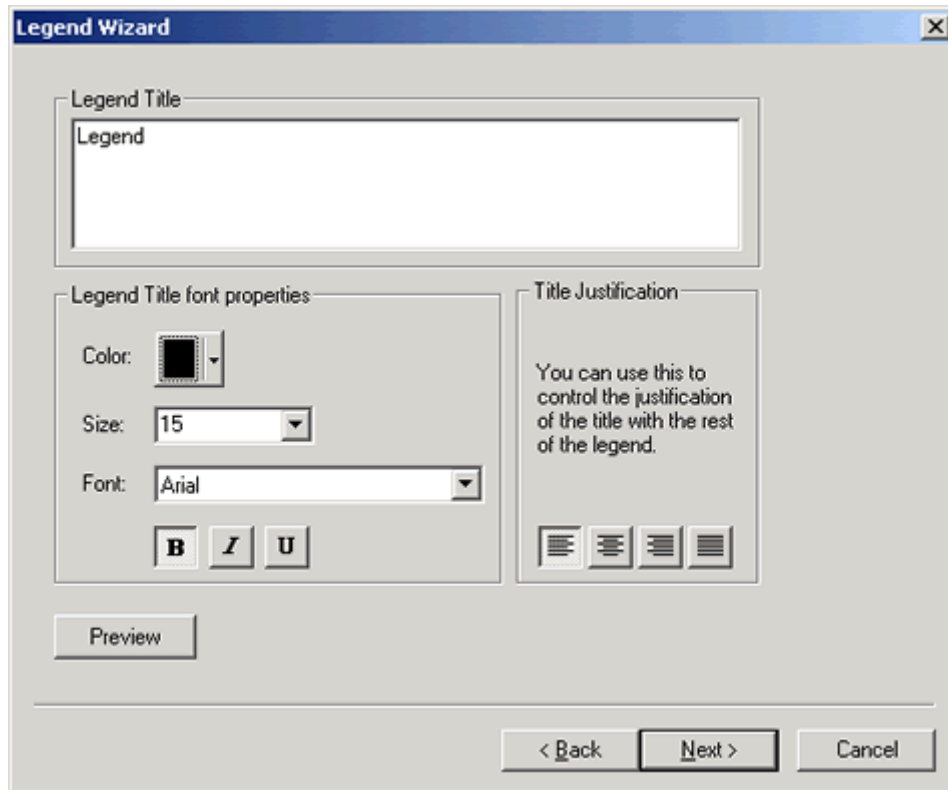 Legend Wizard
Legend Title
Legend
Legend Title font properties
Color:
Size: 15
Font: Arial
B I U
Title Justification
You can use this to
control the justification
of the title with the rest
of the legend.
Preview
< Back Next > Cancel